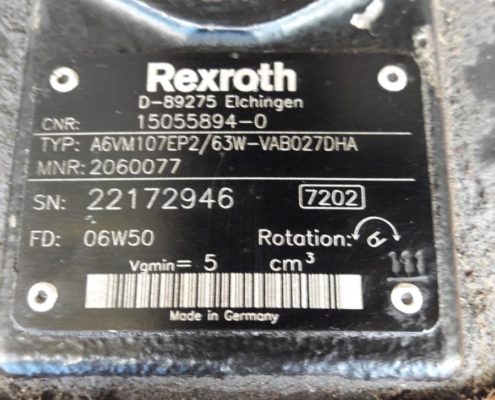 Rexroth
D-89275 Elchingen
CNR: 15055894-0
TYP: A6VM107EP2/63W-VAB027DHA
MNR: 2060077
SN: 22172946 7202
FD: 06W50 Rotation:
Vgmin= 5 cm³
Made in Germany